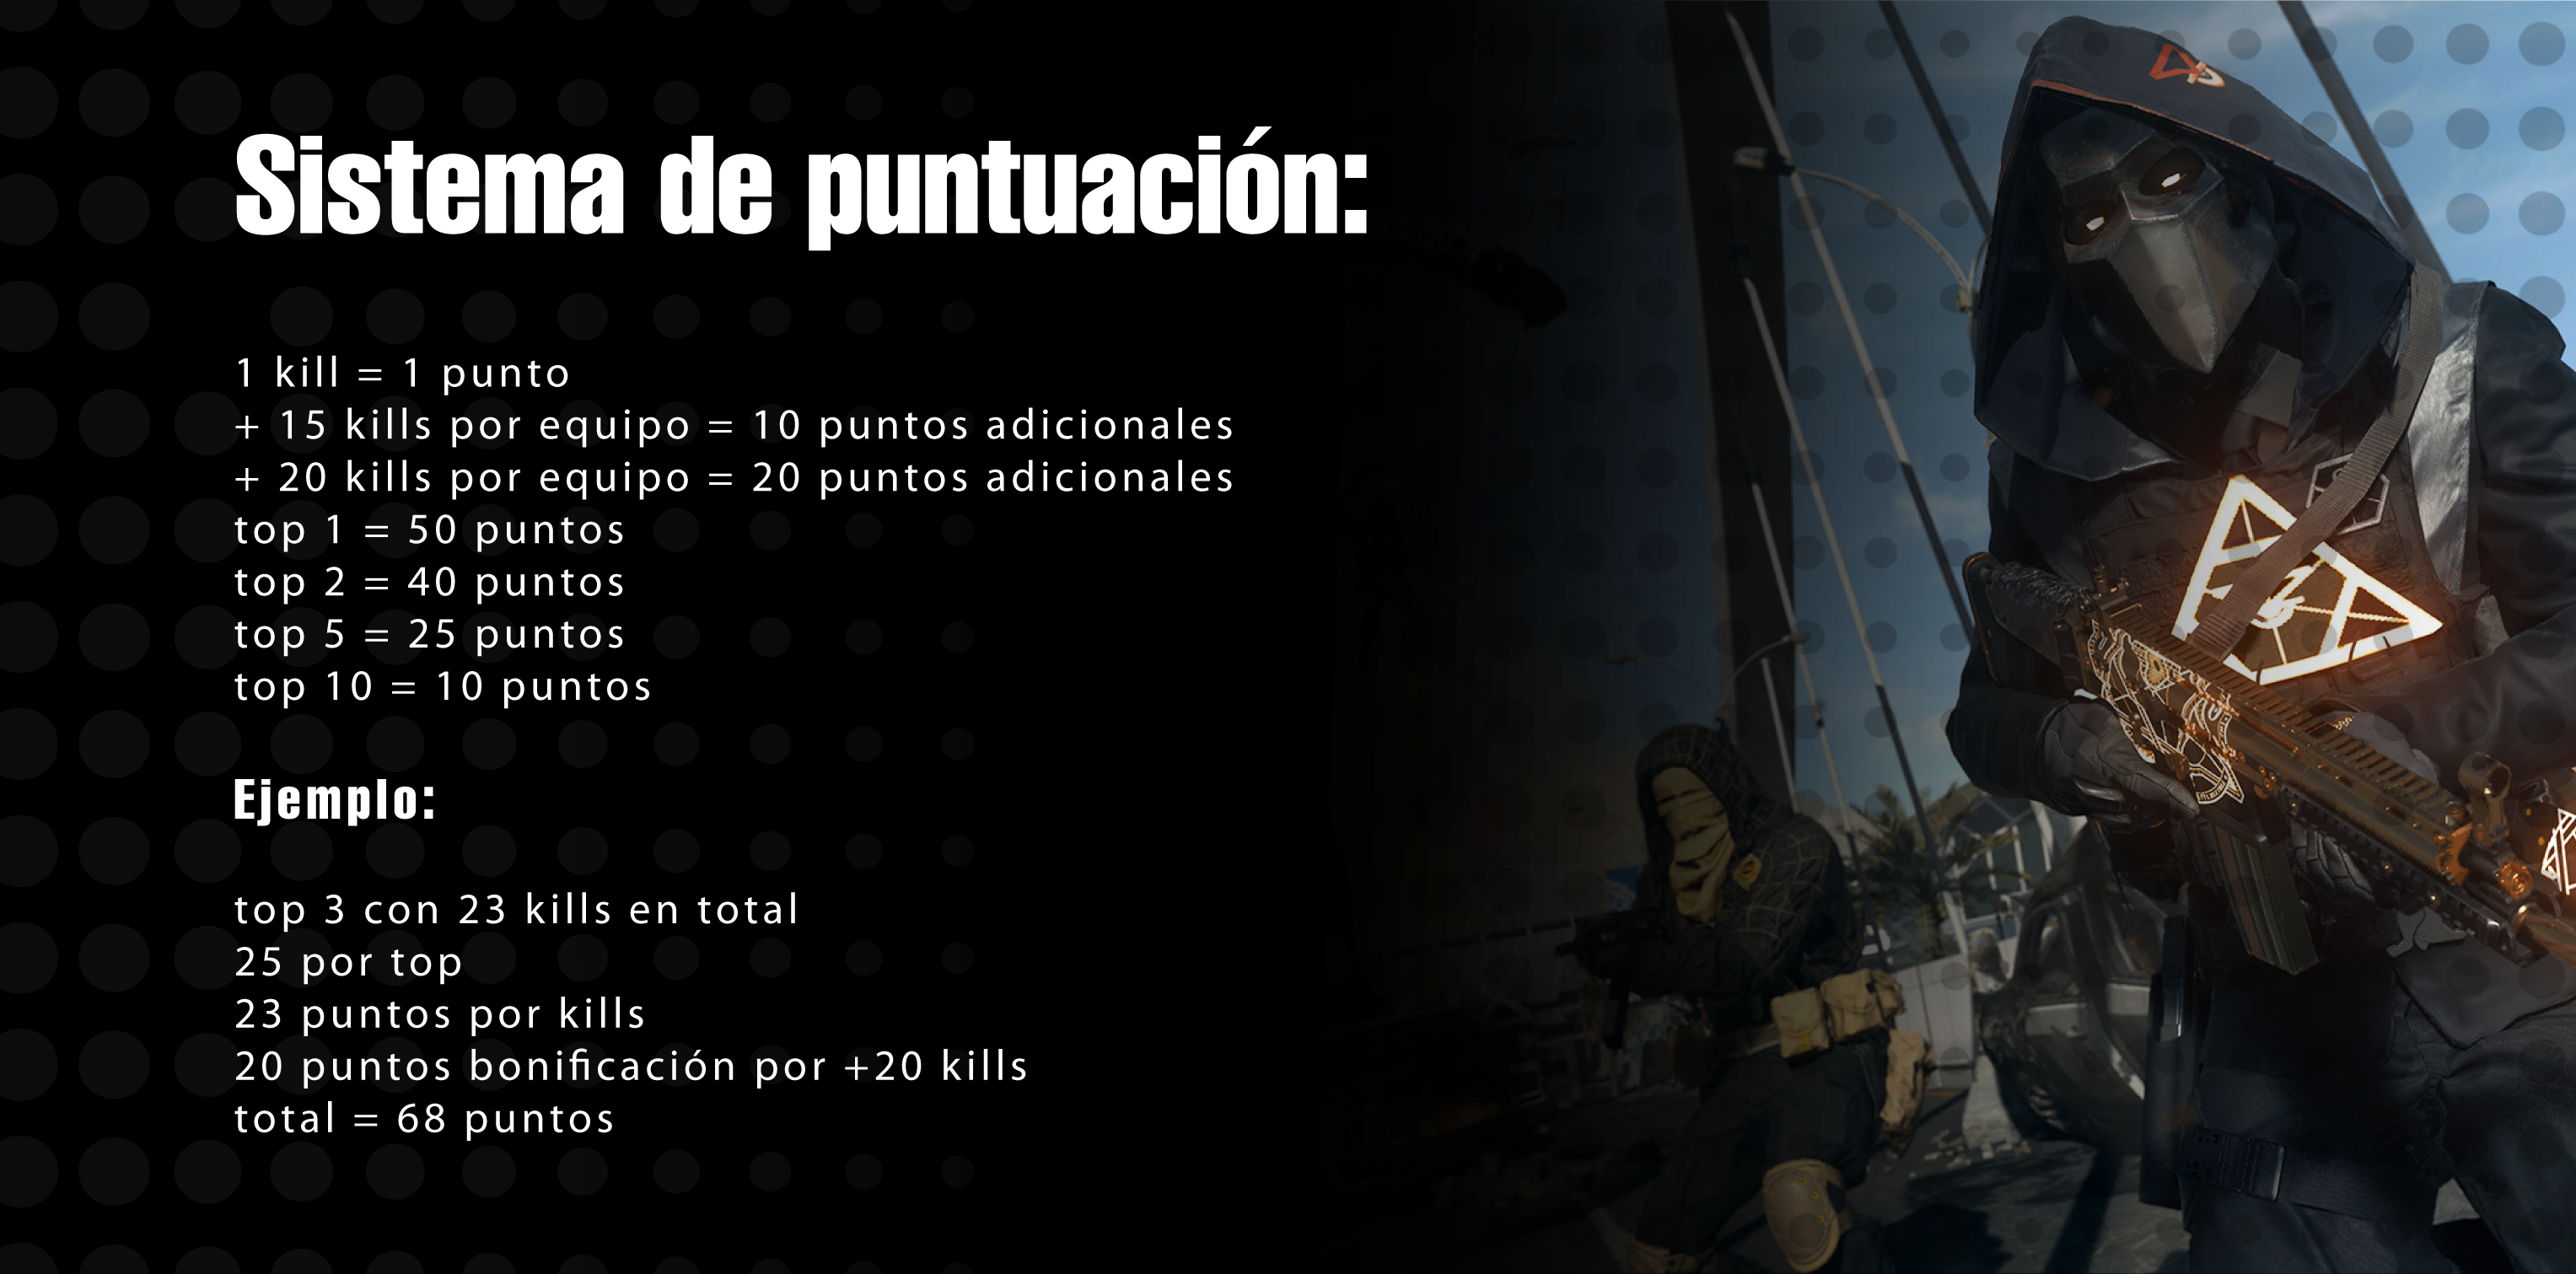 Sistema de puntuación:
1 kill = 1 punto
+ 15 kills por equipo = 10 puntos adicionales
+ 20 kills por equipo = 20 puntos adicionales
top 1 = 50 puntos
top 2 = 40 puntos
top 5 = 25 puntos
top 10 = 10 puntos
Ejemplo:
top 3 con 23 kills en total
25 por top
23 puntos por kills
20 puntos bonificación por +20 kills
total = 68 puntos